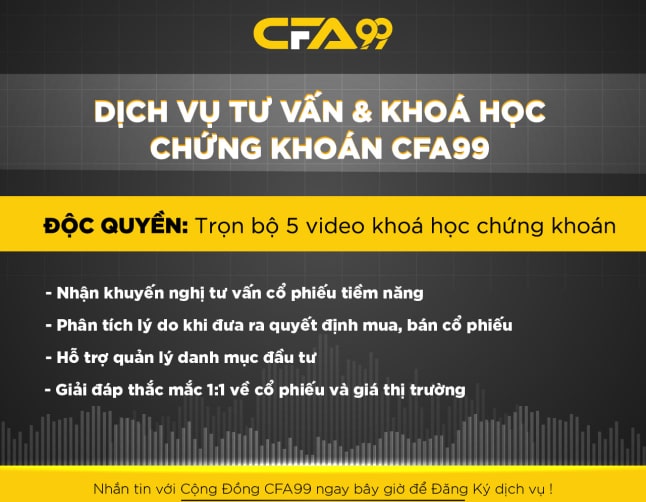 CFA99
DỊCH VỤ TƯ VẤN & KHOÁ HỌC
CHỨNG KHOÁN CFA99
ĐỘC QUYỀN: Trọn bộ 5 video khoá học chứng khoán
- Nhận khuyến nghị tư vấn cổ phiếu tiềm năng
- Phân tích lý do khi đưa ra quyết định mua, bán cổ phiếu
- Hỗ trợ quản lý danh mục đầu tư
- Giải đáp thắc mắc 1:1 về cổ phiếu và giá thị trường
Nhắn tin với Cộng Đồng CFA99 ngay bây giờ để Đăng Ký dịch vụ !